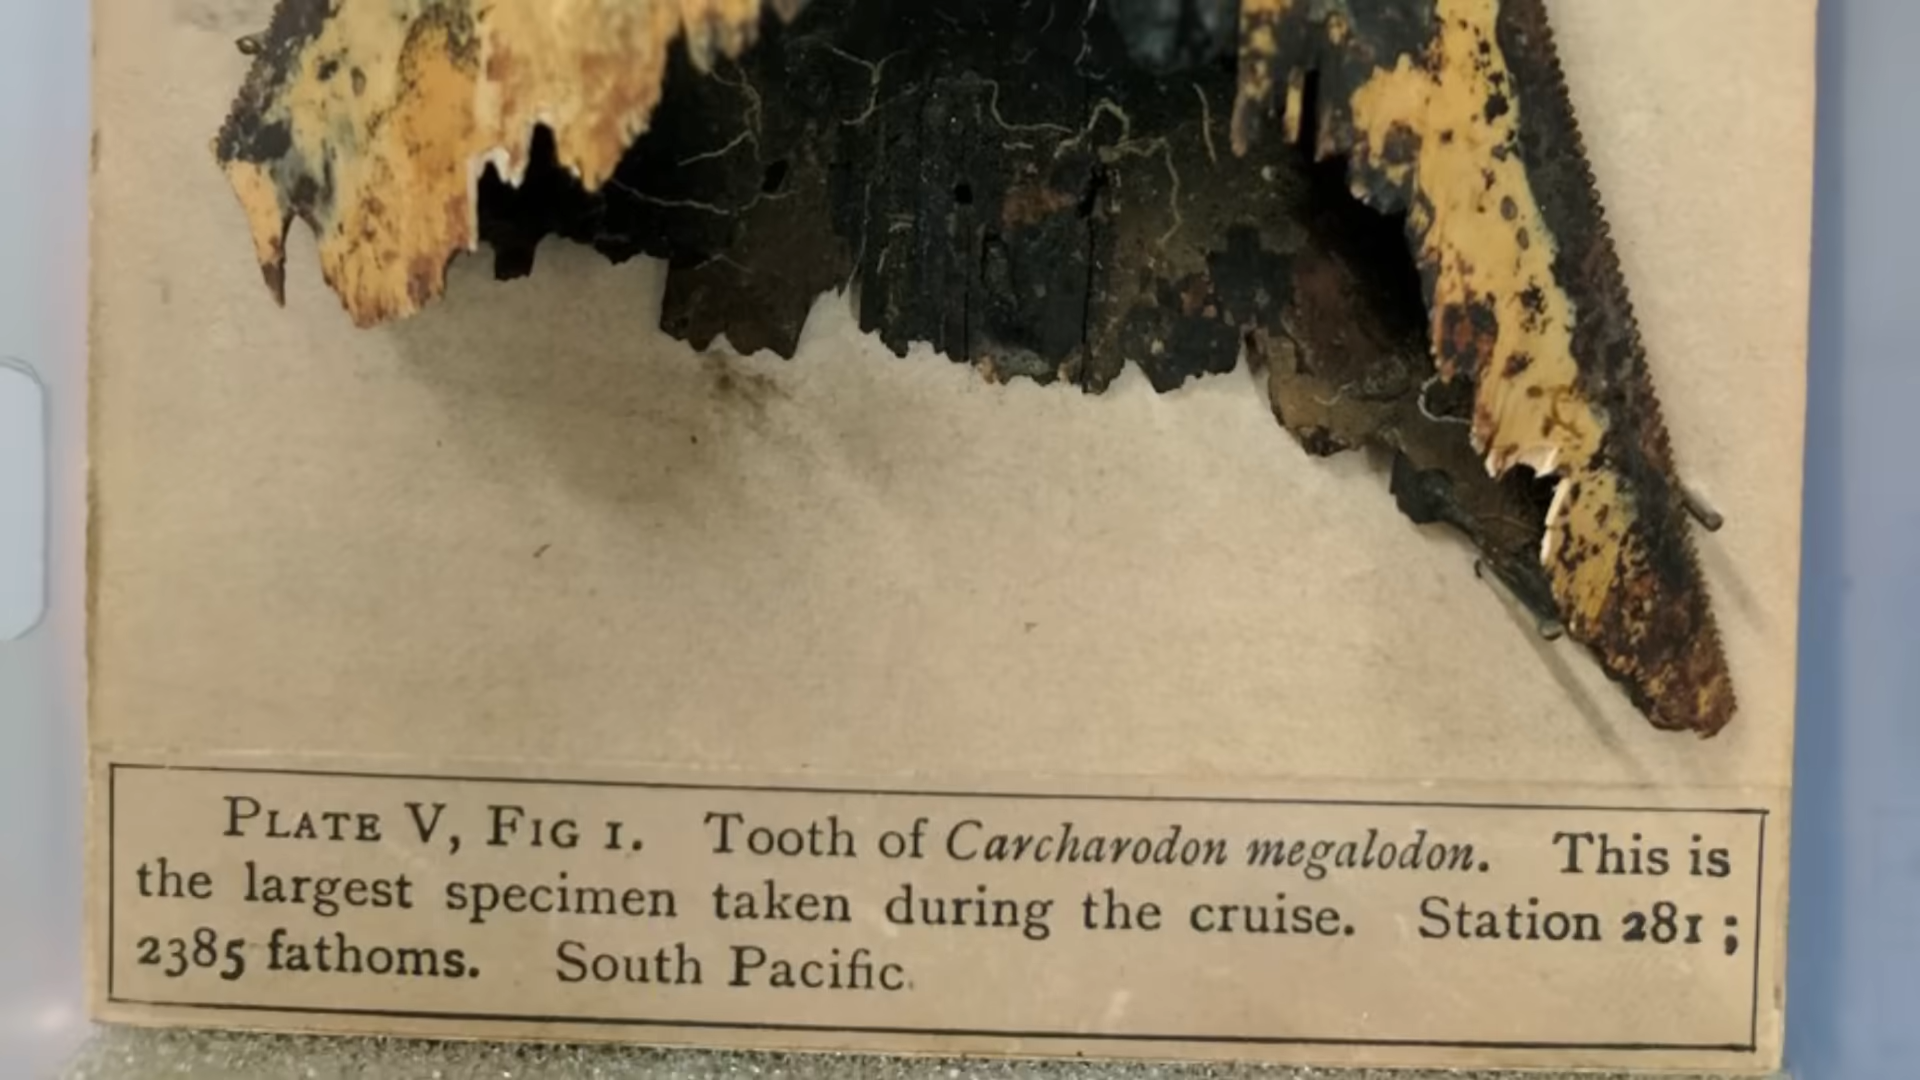 PLATE V, FIG 1. Tooth of Carcharodon megalodon. This is
the largest specimen taken during the cruise. Station 281 ;
2385 fathoms. South Pacific.